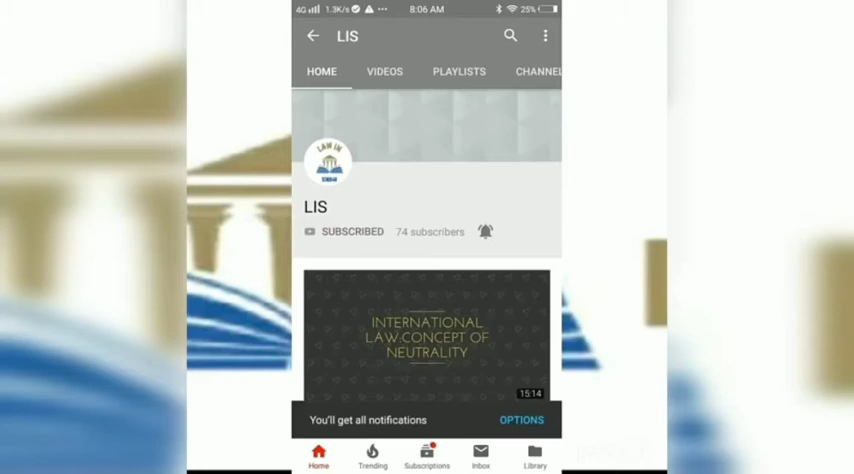 4G 1.3K/s 8:06 AM 25%
LIS
HOME VIDEOS PLAYLISTS CHANNEL
LAW IN
LIS
SUBSCRIBED 74 subscribers
INTERNATIONAL
LAW:CONCEPT OF
NEUTRALITY
15:14
You'll get all notifications OPTIONS
Home Trending Subscriptions Inbox Library